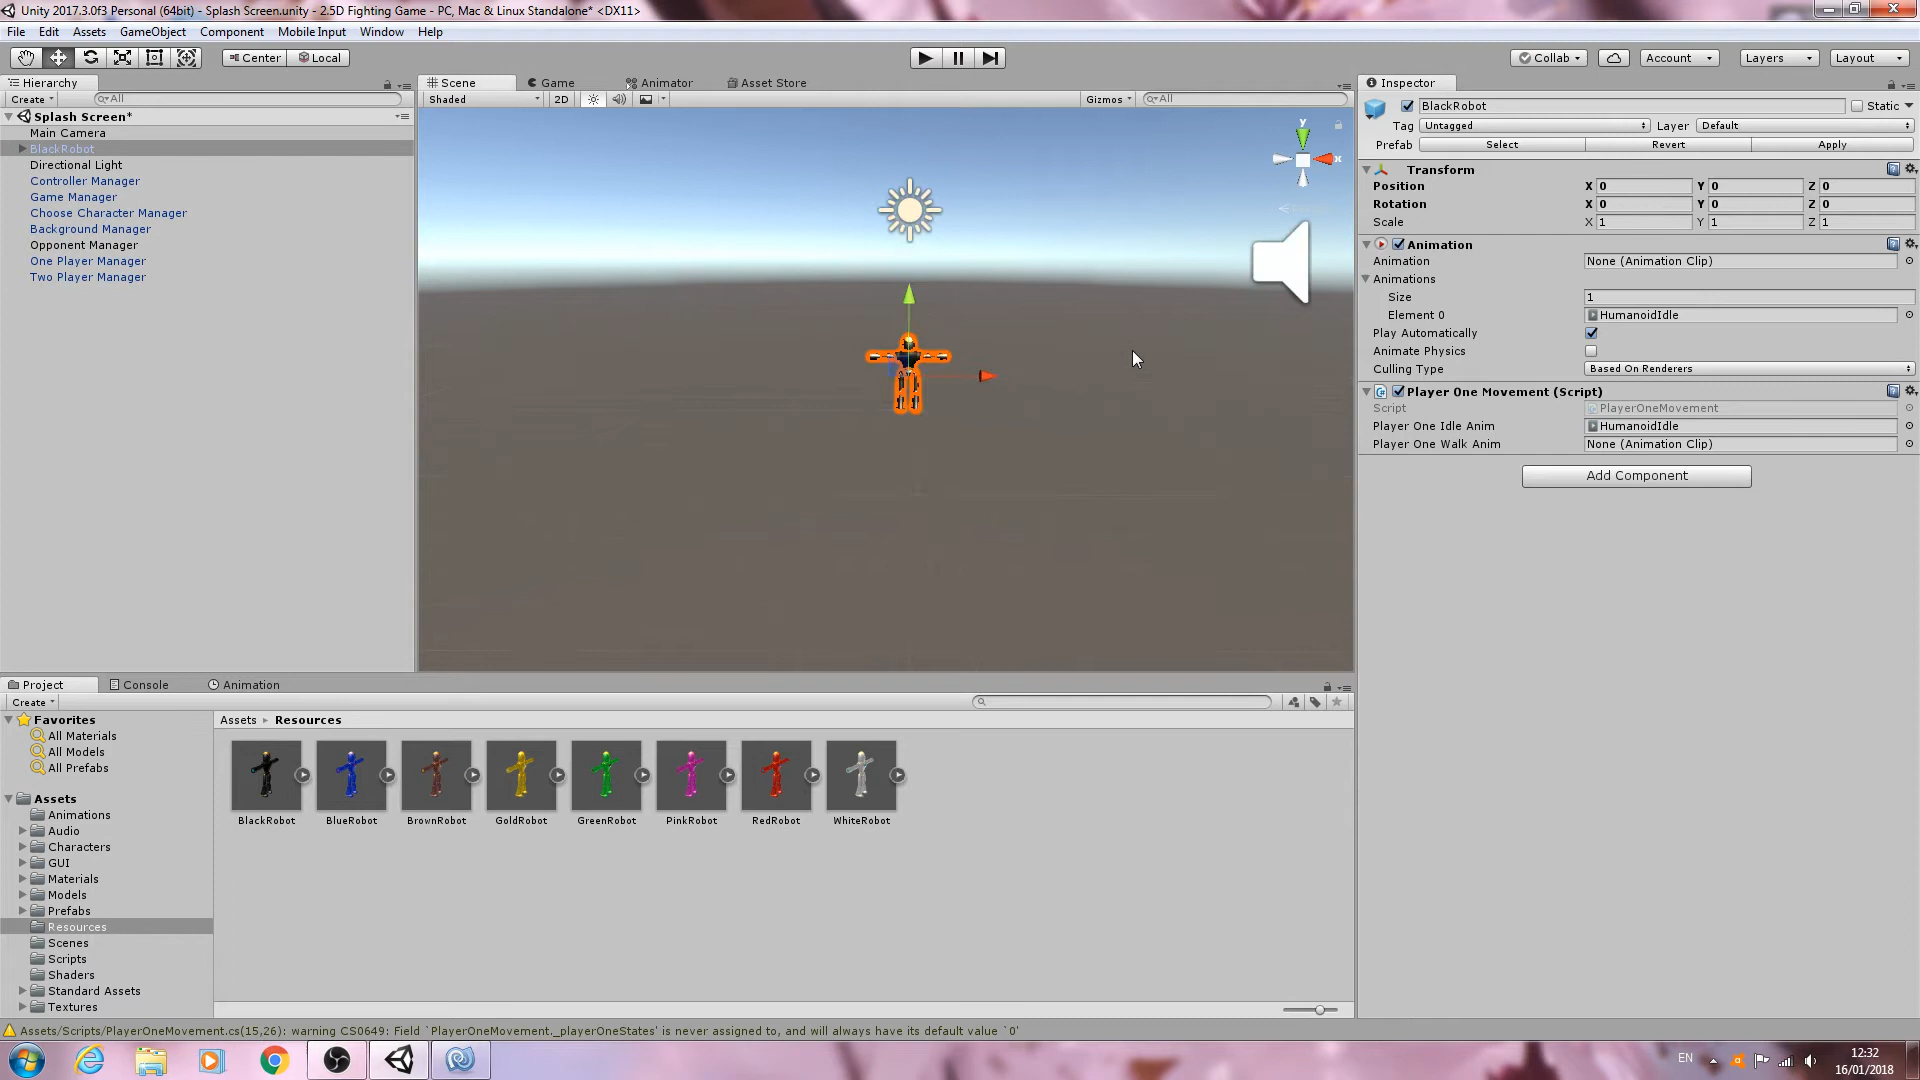 Unity 2017.3.0f3 Personal (64bit) - Splash Screen.unity - 2.5D Fighting Game - PC, Mac & Linux Standalone* <DX11>
File Edit Assets GameObject Component Mobile Input Window Help
Center Local Collab Account Layers Layout
Hierarchy
Create All
Splash Screen*
Main Camera
BlackRobot
Directional Light
Controller Manager
Game Manager
Choose Character Manager
Background Manager
Opponent Manager
One Player Manager
Two Player Manager
Scene Game Animator Asset Store
Shaded 2D Gizmos All
y
x
Inspector
BlackRobot Static
Tag Untagged Layer Default
Prefab Select Revert Apply
Transform
Position X 0 Y 0 Z 0
Rotation X 0 Y 0 Z 0
Scale X 1 Y 1 Z 1
Animation
Animation None (Animation Clip)
Animations
Size 1
Element 0 HumanoidIdle
Play Automatically
Animate Physics
Culling Type Based On Renderers
Player One Movement (Script)
Script PlayerOneMovement
Player One Idle Anim HumanoidIdle
Player One Walk Anim None (Animation Clip)
Add Component
Project Console Animation
Create
Favorites
All Materials
All Models
All Prefabs
Assets
Animations
Audio
Characters
GUI
Materials
Models
Prefabs
Resources
Scenes
Scripts
Shaders
Standard Assets
Textures
Assets Resources
BlackRobot BlueRobot BrownRobot GoldRobot GreenRobot PinkRobot RedRobot WhiteRobot
Assets/Scripts/PlayerOneMovement.cs(15,26): warning CS0649: Field `PlayerOneMovement._playerOneStates' is never assigned to, and will always have its default value `0'
EN
12:32
16/01/2018